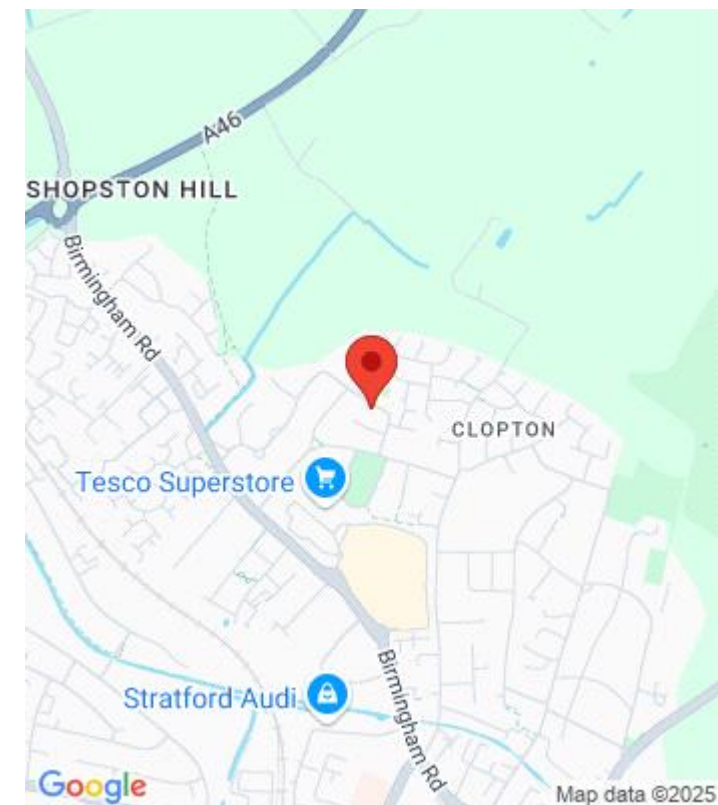 A46
SHOPSTON HILL
Birmingham Rd
CLOPTON
Tesco Superstore
Birmingham Rd
Stratford Audi
Google
Map data ©2025